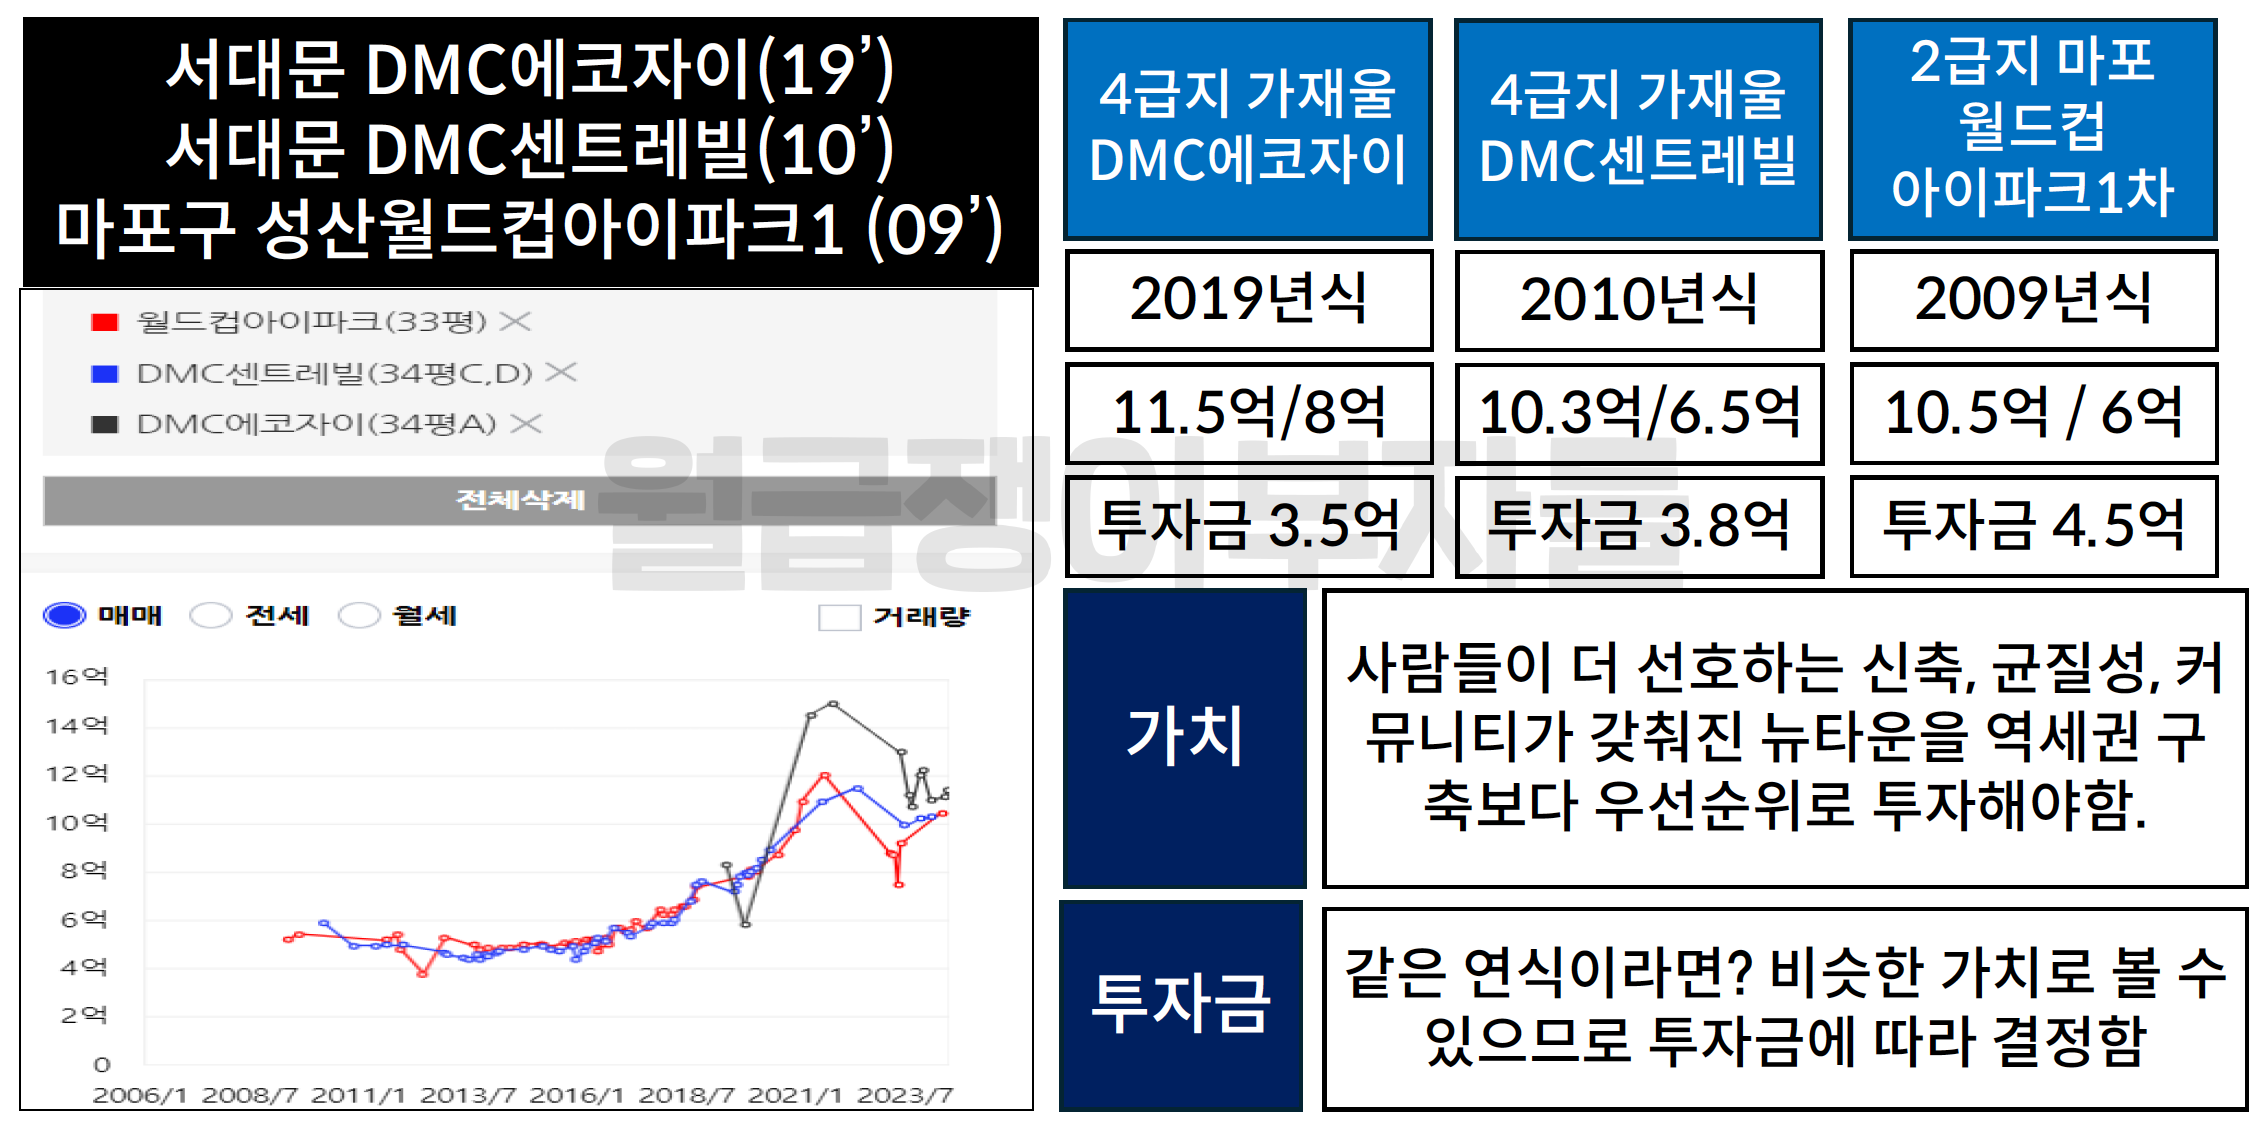 서대문 DMC에코자이(19’)
서대문 DMC센트레빌(10’)
마포구 성산월드컵아이파크1 (09’)
월드컵아이파크(33평) ×
DMC센트레빌(34평C,D) ×
DMC에코자이(34평A) ×
전체삭제
매매 전세 월세 거래량
16억
14억
12억
10억
8억
6억
4억
2억
0
2006/1 2008/7 2011/1 2013/7 2016/1 2018/7 2021/1 2023/7
4급지 가재울
DMC에코자이
4급지 가재울
DMC센트레빌
2급지 마포
월드컵
아이파크1차
2019년식 2010년식 2009년식
11.5억/8억 10.3억/6.5억 10.5억 / 6억
투자금 3.5억 투자금 3.8억 투자금 4.5억
가치
사람들이 더 선호하는 신축, 균질성, 커
뮤니티가 갖춰진 뉴타운을 역세권 구
축보다 우선순위로 투자해야함.
투자금
같은 연식이라면? 비슷한 가치로 볼 수
있으므로 투자금에 따라 결정함
월급쟁이부자들